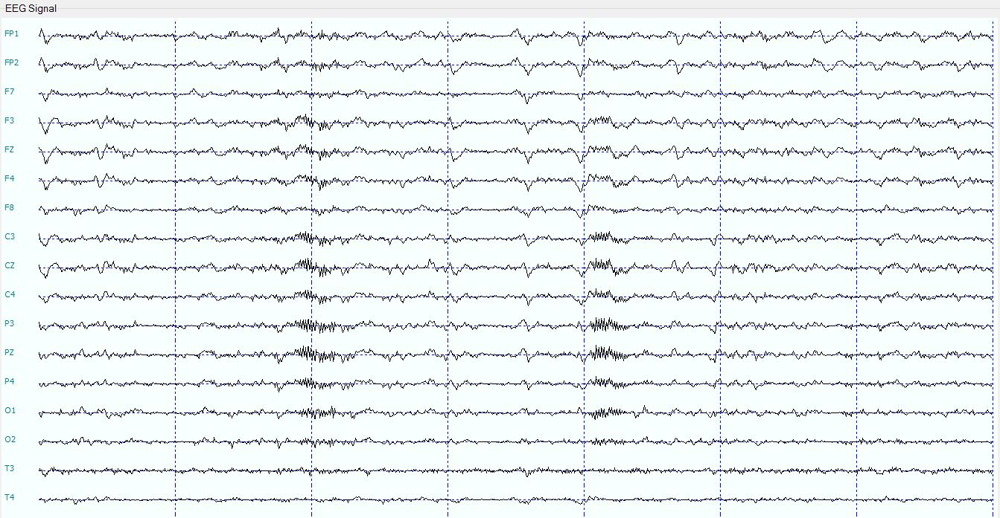 EEG Signal
FP1
FP2
F7
F3
FZ
F4
F8
C3
CZ
C4
P3
PZ
P4
O1
O2
T3
T4